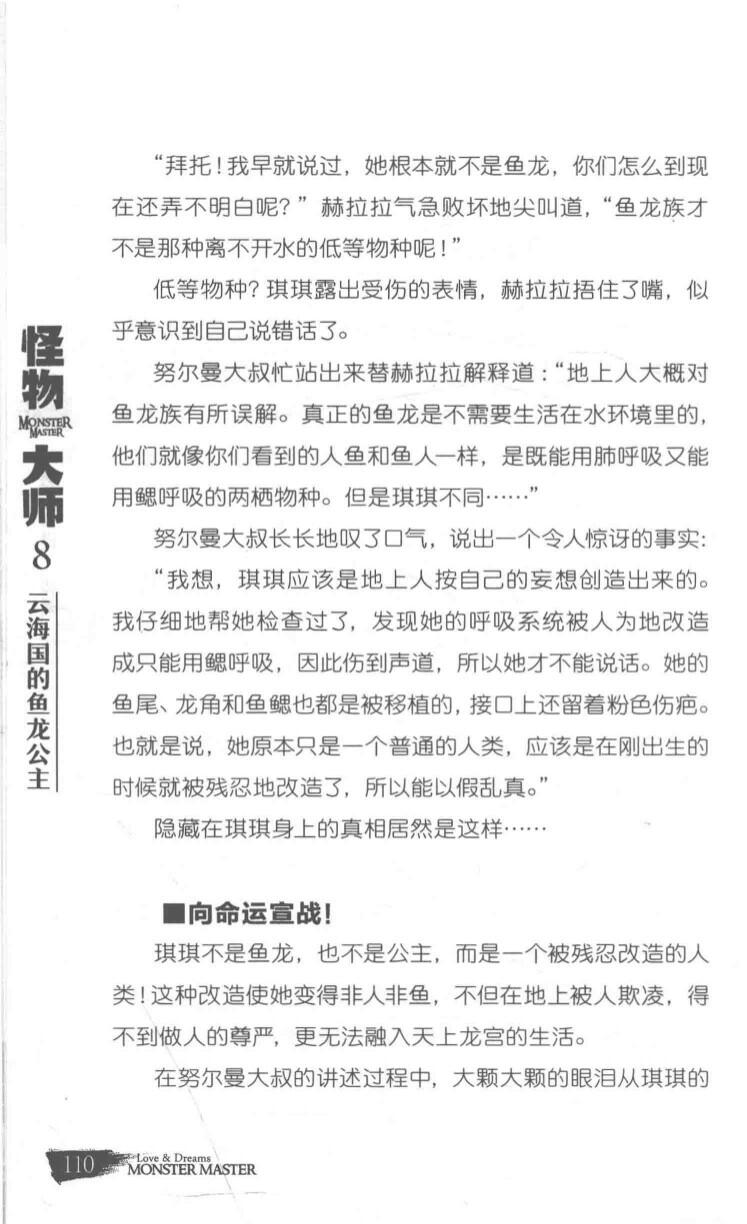 “拜托！我早就说过，她根本就不是鱼龙，你们怎么到现
在还弄不明白呢？”赫拉拉气急败坏地尖叫道，“鱼龙族才
不是那种离不开水的低等物种呢！”
低等物种？琪琪露出受伤的表情，赫拉拉捂住了嘴，似
乎意识到自己说错话了。
努尔曼大叔忙站出来替赫拉拉解释道：“地上人大概对
鱼龙族有所误解。真正的鱼龙是不需要生活在水环境里的，
他们就像你们看到的人鱼和鱼人一样，是既能用肺呼吸又能
用鳃呼吸的两栖物种。但是琪琪不同……”
努尔曼大叔长长地叹了口气，说出一个令人惊讶的事实：
“我想，琪琪应该是地上人按自己的妄想创造出来的。
我仔细地帮她检查过了，发现她的呼吸系统被人为地改造
成只能用鳃呼吸，因此伤到声道，所以她才不能说话。她的
鱼尾、龙角和鱼鳃也都是被移植的，接口上还留着粉色伤疤。
也就是说，她原本只是一个普通的人类，应该是在刚出生的
时候就被残忍地改造了，所以能以假乱真。”
隐藏在琪琪身上的真相居然是这样……
■向命运宣战！
琪琪不是鱼龙，也不是公主，而是一个被残忍改造的人
类！这种改造使她变得非人非鱼，不但在地上被人欺凌，得
不到做人的尊严，更无法融入天上龙宫的生活。
在努尔曼大叔的讲述过程中，大颗大颗的眼泪从琪琪的
怪物
MONSTER
MASTER
大师
8
云海国的鱼龙公主
110
Love & Dreams
MONSTER MASTER